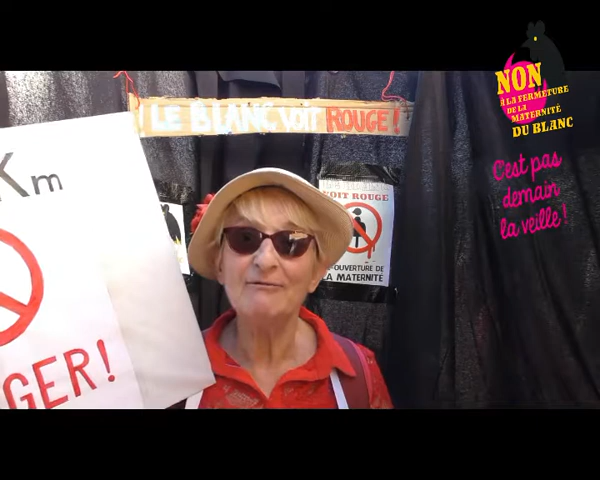 NON
À LA FERMETURE
DE LA
MATERNITÉ
DU BLANC
C'est pas
demain
la veille !
LE BLANC VOIT ROUGE !
Km
GER !
VOIT ROUGE
OUVERTURE DE
LA MATERNITÉ